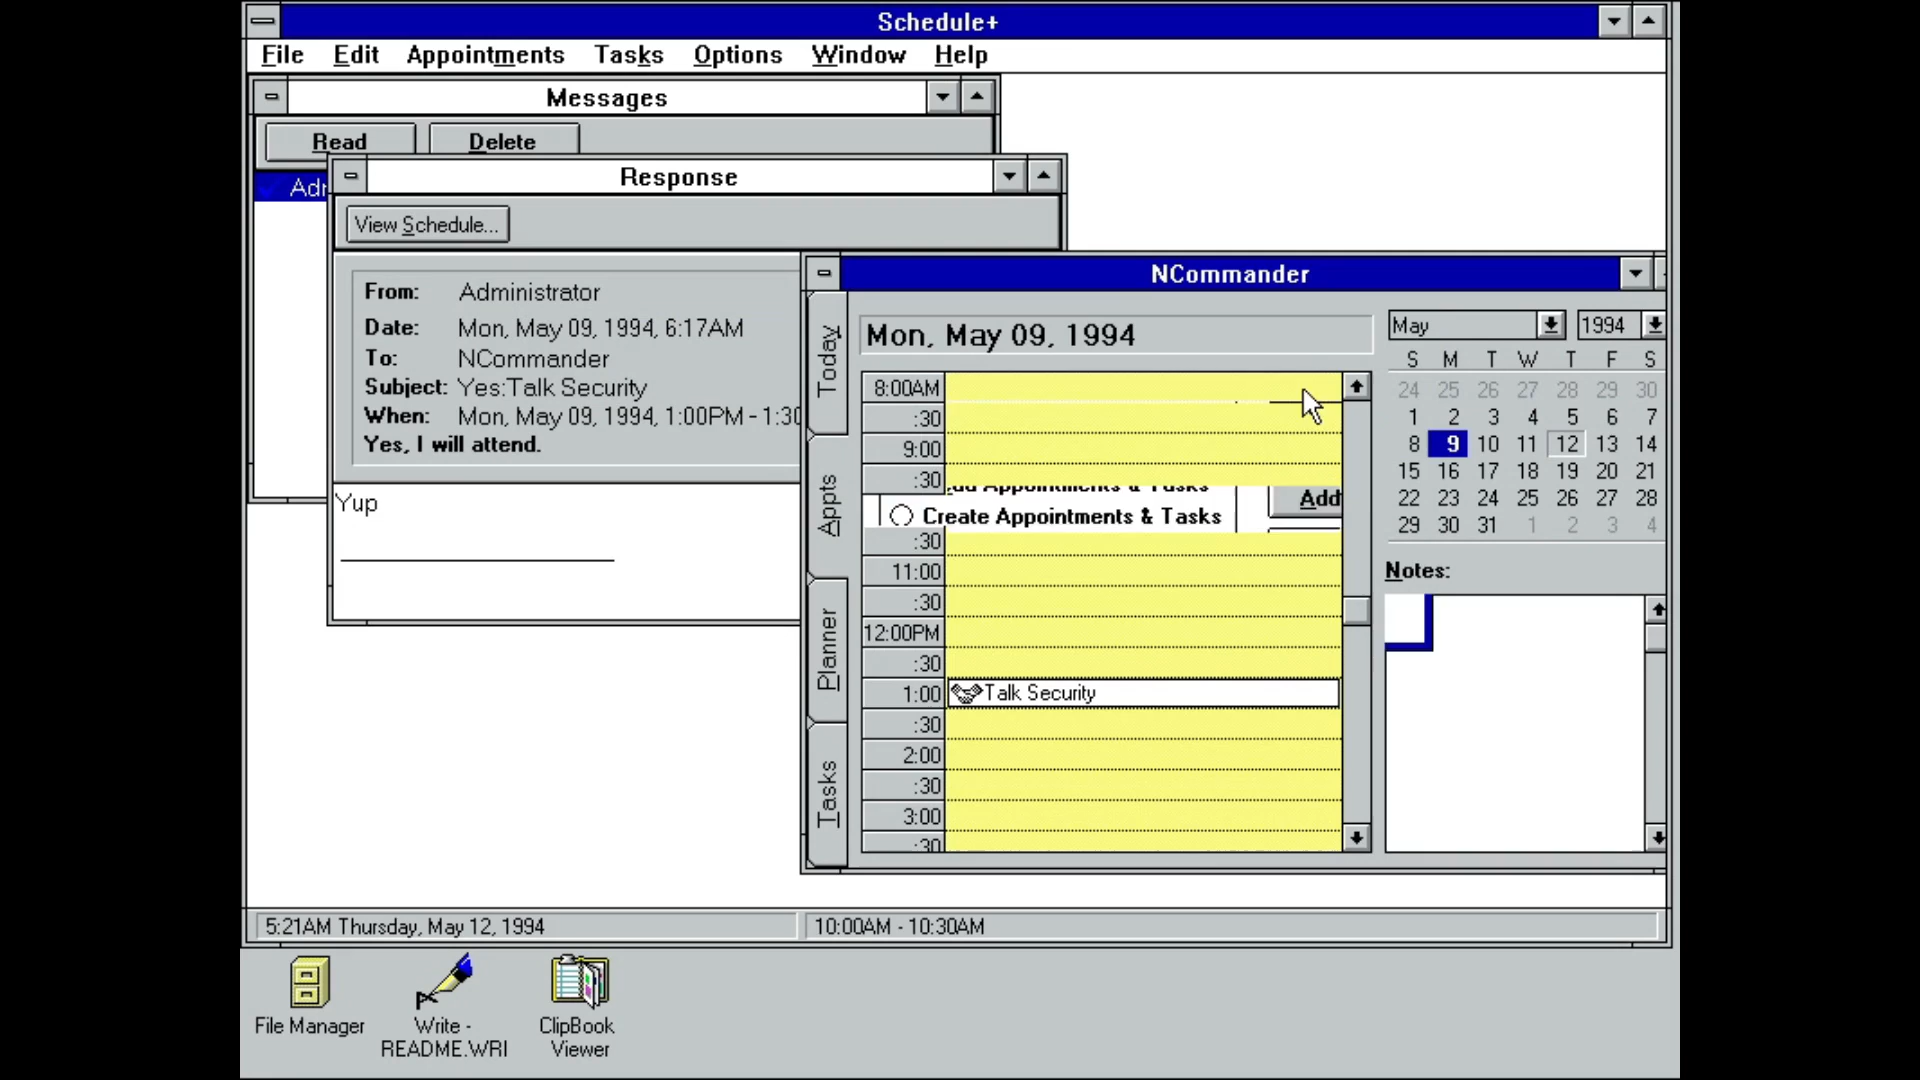 Schedule+
File Edit Appointments Tasks Options Window Help
Messages
Read Delete
Response
View Schedule...
From: Administrator
Date: Mon, May 09, 1994, 6:17AM
To: NCommander
Subject: Yes:Talk Security
When: Mon, May 09, 1994, 1:00PM - 1:30
Yes, I will attend.
Yup
NCommander
Today
Appts
Planner
Tasks
Mon, May 09, 1994
8:00AM
:30
9:00
:30
Appointments & Tasks
Add
Create Appointments & Tasks
:30
11:00
:30
12:00PM
:30
1:00 Talk Security
:30
2:00
:30
3:00
:30
May 1994
S M T W T F S
24 25 26 27 28 29 30
1 2 3 4 5 6 7
8 9 10 11 12 13 14
15 16 17 18 19 20 21
22 23 24 25 26 27 28
29 30 31 1 2 3 4
Notes:
5:21AM Thursday, May 12, 1994
10:00AM - 10:30AM
File Manager
Write -
README.WRI
ClipBook
Viewer